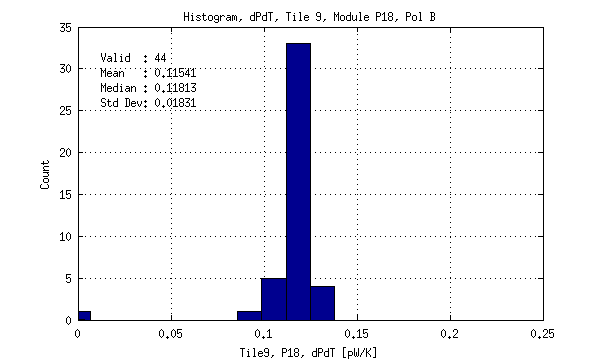 Histogram, dPdT, Tile 9, Module P18, Pol B
35
30
25
20
15
10
5
0
Valid : 44
Mean : 0.11541
Median : 0.11813
Std Dev: 0.01831
Count
0 0.05 0.1 0.15 0.2 0.25
Tile9, P18, dPdT [pW/K]